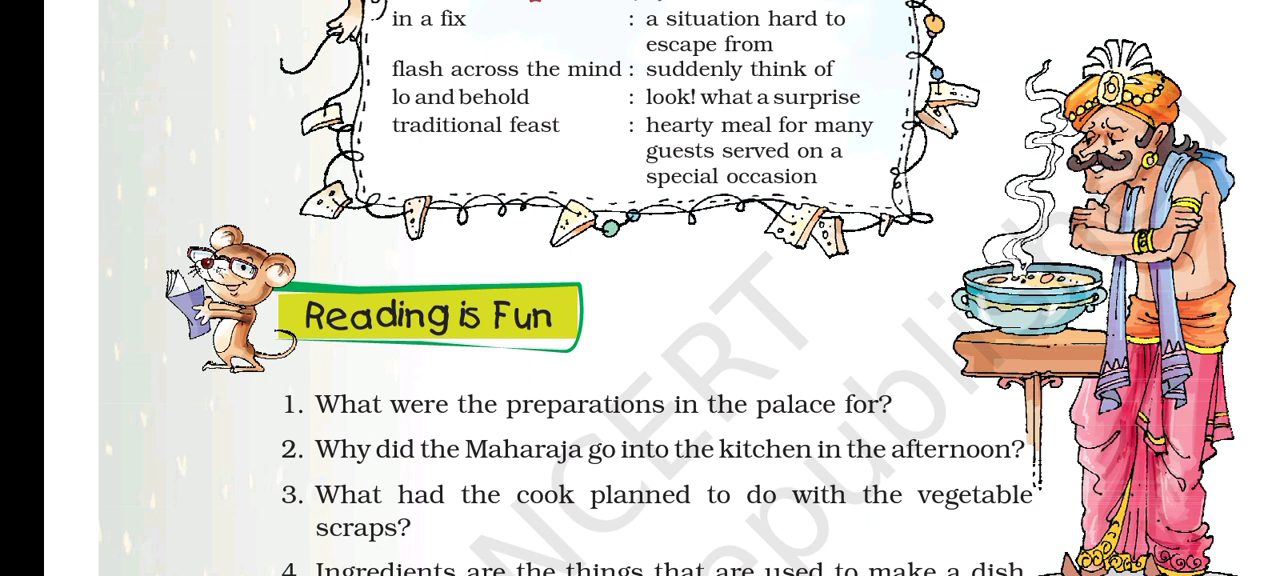 in a fix : a situation hard to
escape from
flash across the mind : suddenly think of
lo and behold : look! what a surprise
traditional feast : hearty meal for many
guests served on a
special occasion
Reading is Fun
1. What were the preparations in the palace for?
2. Why did the Maharaja go into the kitchen in the afternoon?
3. What had the cook planned to do with the vegetable
scraps?
4. Ingredients are the things that are used to make a dish.
NCERT
republished